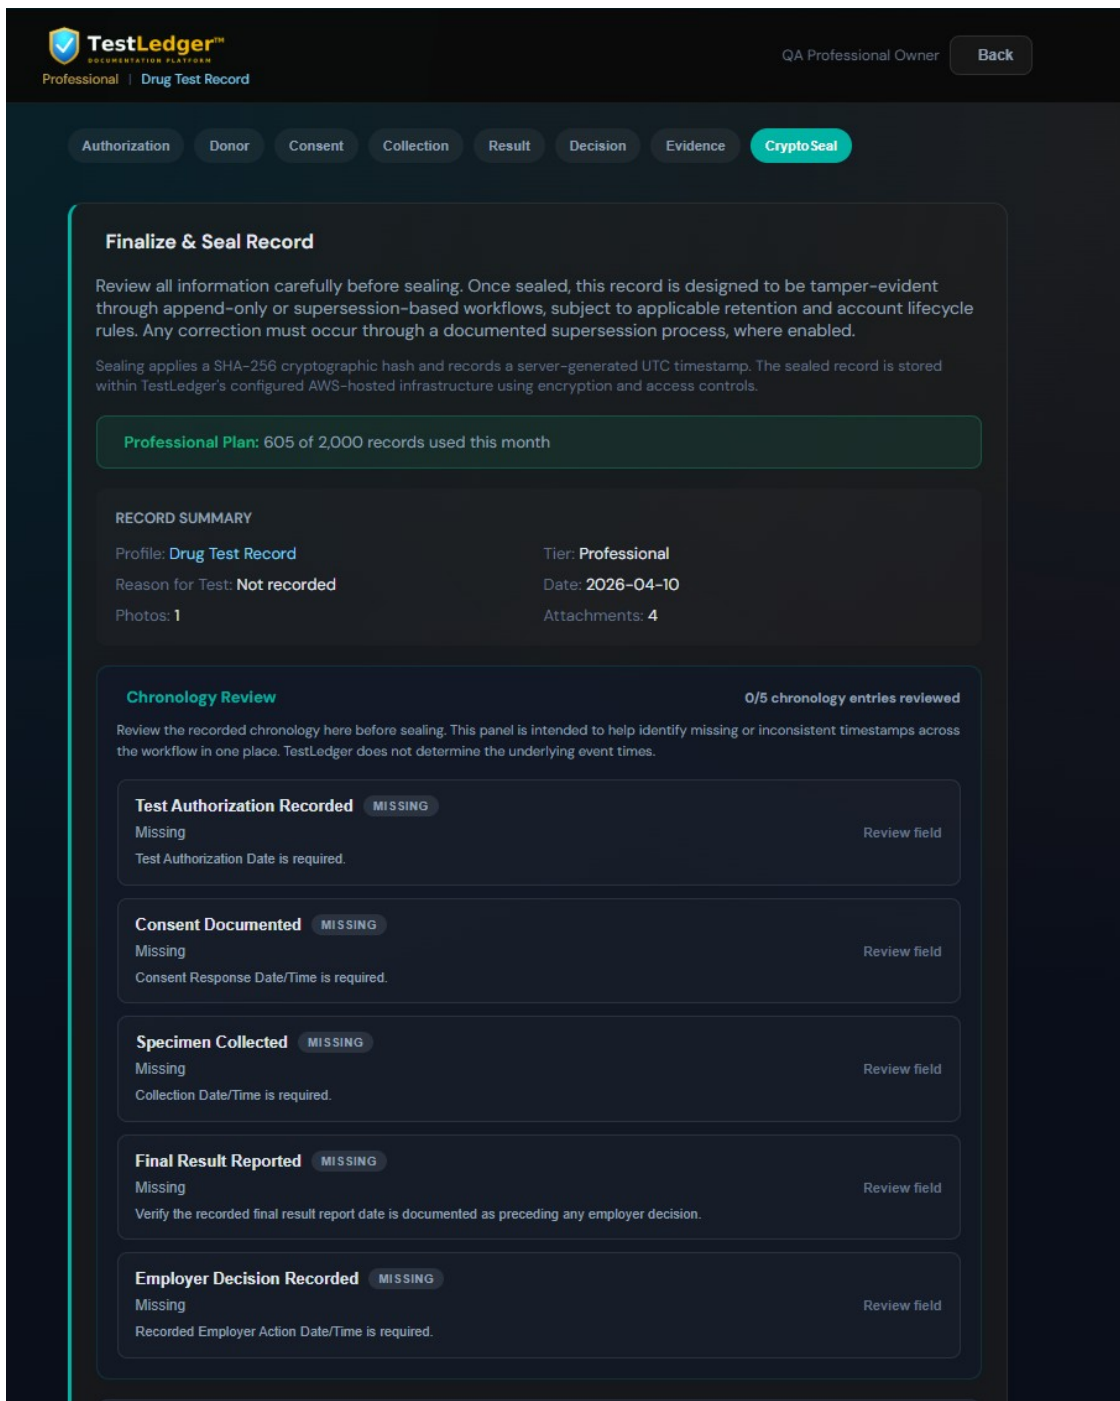 TestLedger™
DOCUMENTATION PLATFORM
Professional | Drug Test Record
QA Professional Owner
Back
Authorization
Donor
Consent
Collection
Result
Decision
Evidence
CryptoSeal
Finalize & Seal Record
Review all information carefully before sealing. Once sealed, this record is designed to be tamper-evident
through append-only or supersession-based workflows, subject to applicable retention and account lifecycle
rules. Any correction must occur through a documented supersession process, where enabled.
Sealing applies a SHA-256 cryptographic hash and records a server-generated UTC timestamp. The sealed record is stored
within TestLedger's configured AWS-hosted infrastructure using encryption and access controls.
Professional Plan: 605 of 2,000 records used this month
RECORD SUMMARY
Profile: Drug Test Record
Tier: Professional
Reason for Test: Not recorded
Date: 2026-04-10
Photos: 1
Attachments: 4
Chronology Review
0/5 chronology entries reviewed
Review the recorded chronology here before sealing. This panel is intended to help identify missing or inconsistent timestamps across
the workflow in one place. TestLedger does not determine the underlying event times.
Test Authorization Recorded MISSING
Missing
Review field
Test Authorization Date is required.
Consent Documented MISSING
Missing
Review field
Consent Response Date/Time is required.
Specimen Collected MISSING
Missing
Review field
Collection Date/Time is required.
Final Result Reported MISSING
Missing
Review field
Verify the recorded final result report date is documented as preceding any employer decision.
Employer Decision Recorded MISSING
Missing
Review field
Recorded Employer Action Date/Time is required.